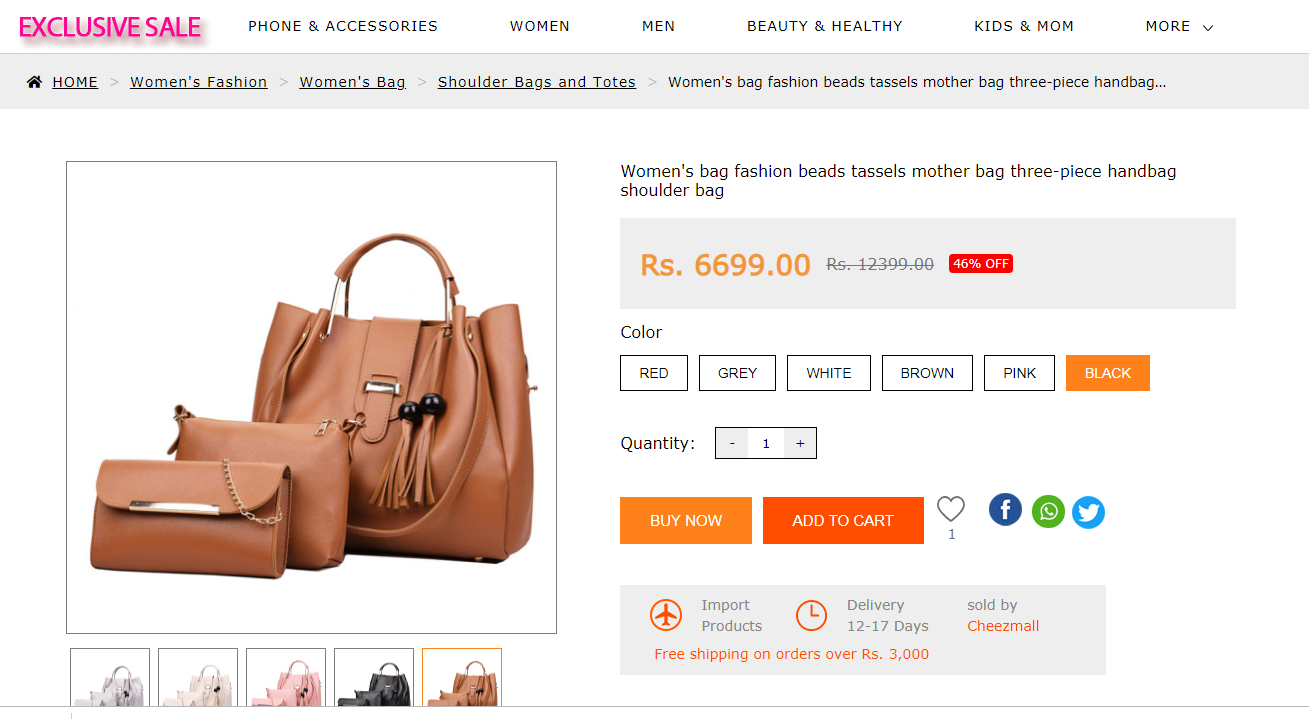 EXCLUSIVE SALE PHONE & ACCESSORIES WOMEN MEN BEAUTY & HEALTHY KIDS & MOM MORE
HOME > Women's Fashion > Women's Bag > Shoulder Bags and Totes > Women's bag fashion beads tassels mother bag three-piece handbag...
Women's bag fashion beads tassels mother bag three-piece handbag
shoulder bag
Rs. 6699.00 Rs. 12399.00 46% OFF
Color
RED GREY WHITE BROWN PINK BLACK
Quantity: - 1 +
BUY NOW ADD TO CART
1
Import Delivery sold by
Products 12-17 Days Cheezmall
Free shipping on orders over Rs. 3,000